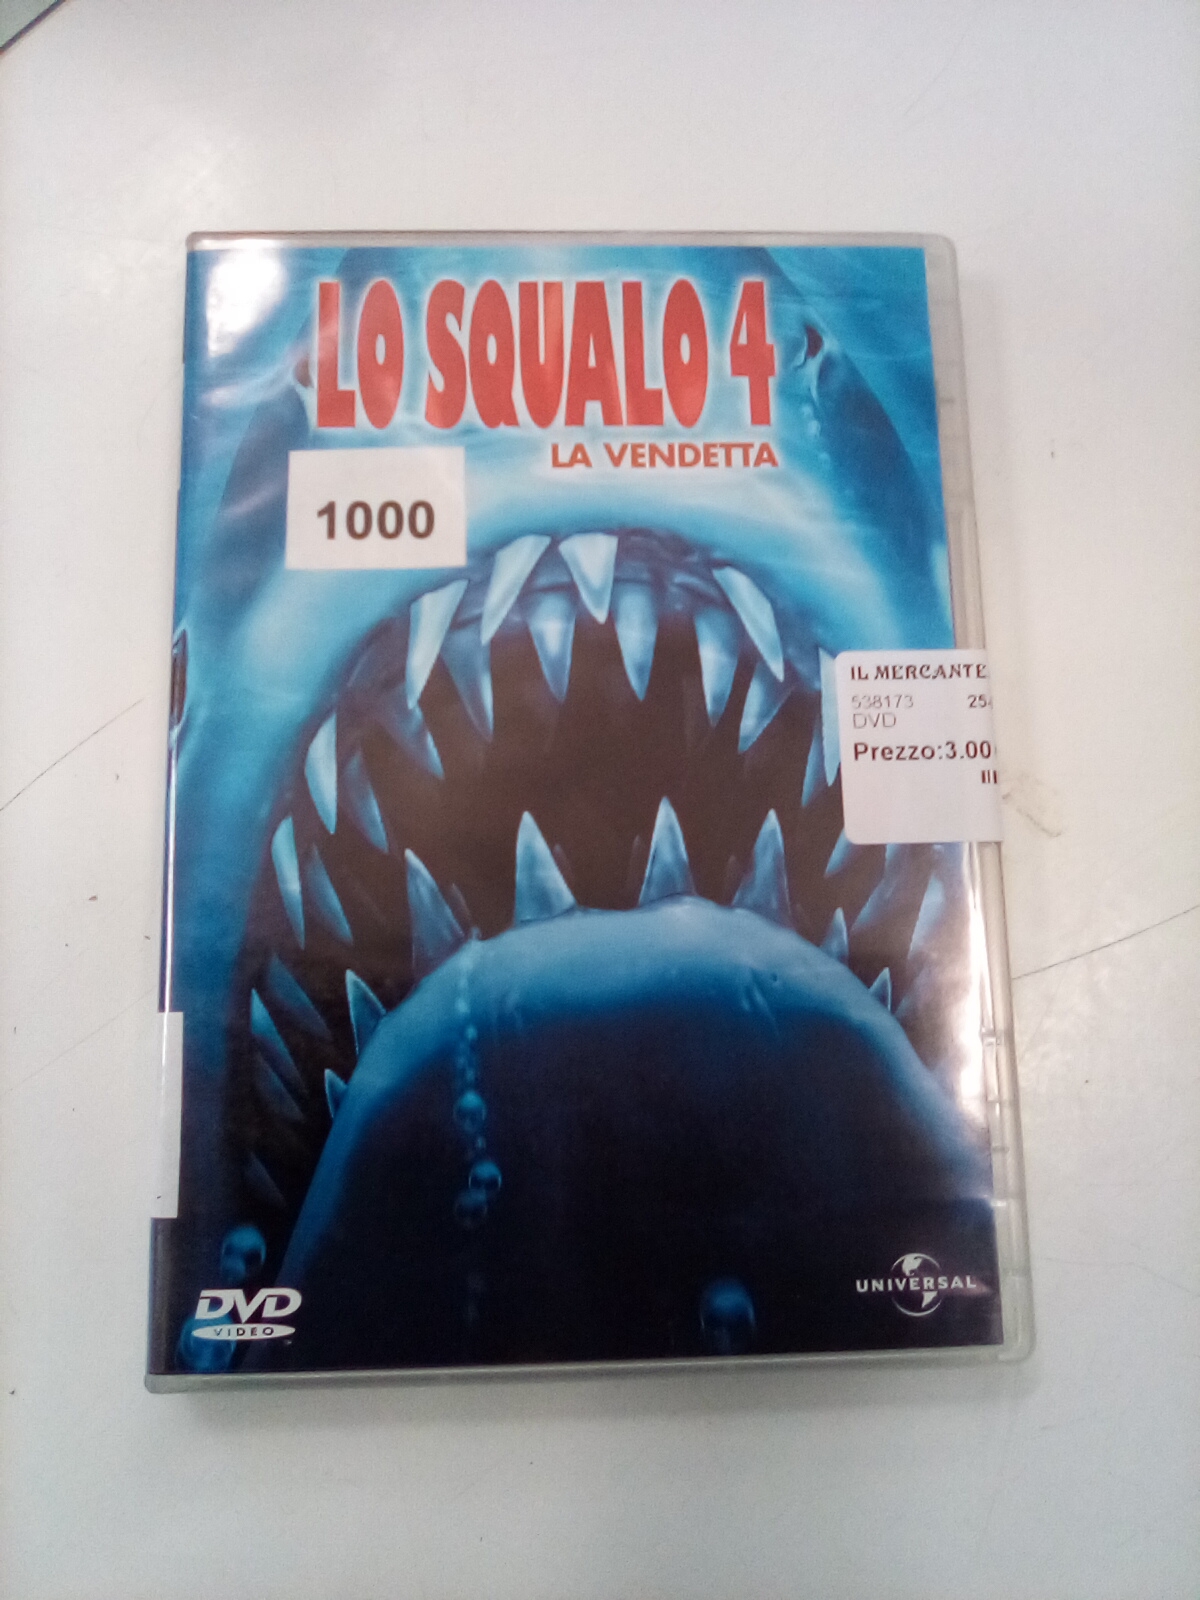 LO SQUALO 4
LA VENDETTA
1000
IL MERCANTE
538173
DVD
Prezzo:3.00
DVD
VIDEO
UNIVERSAL